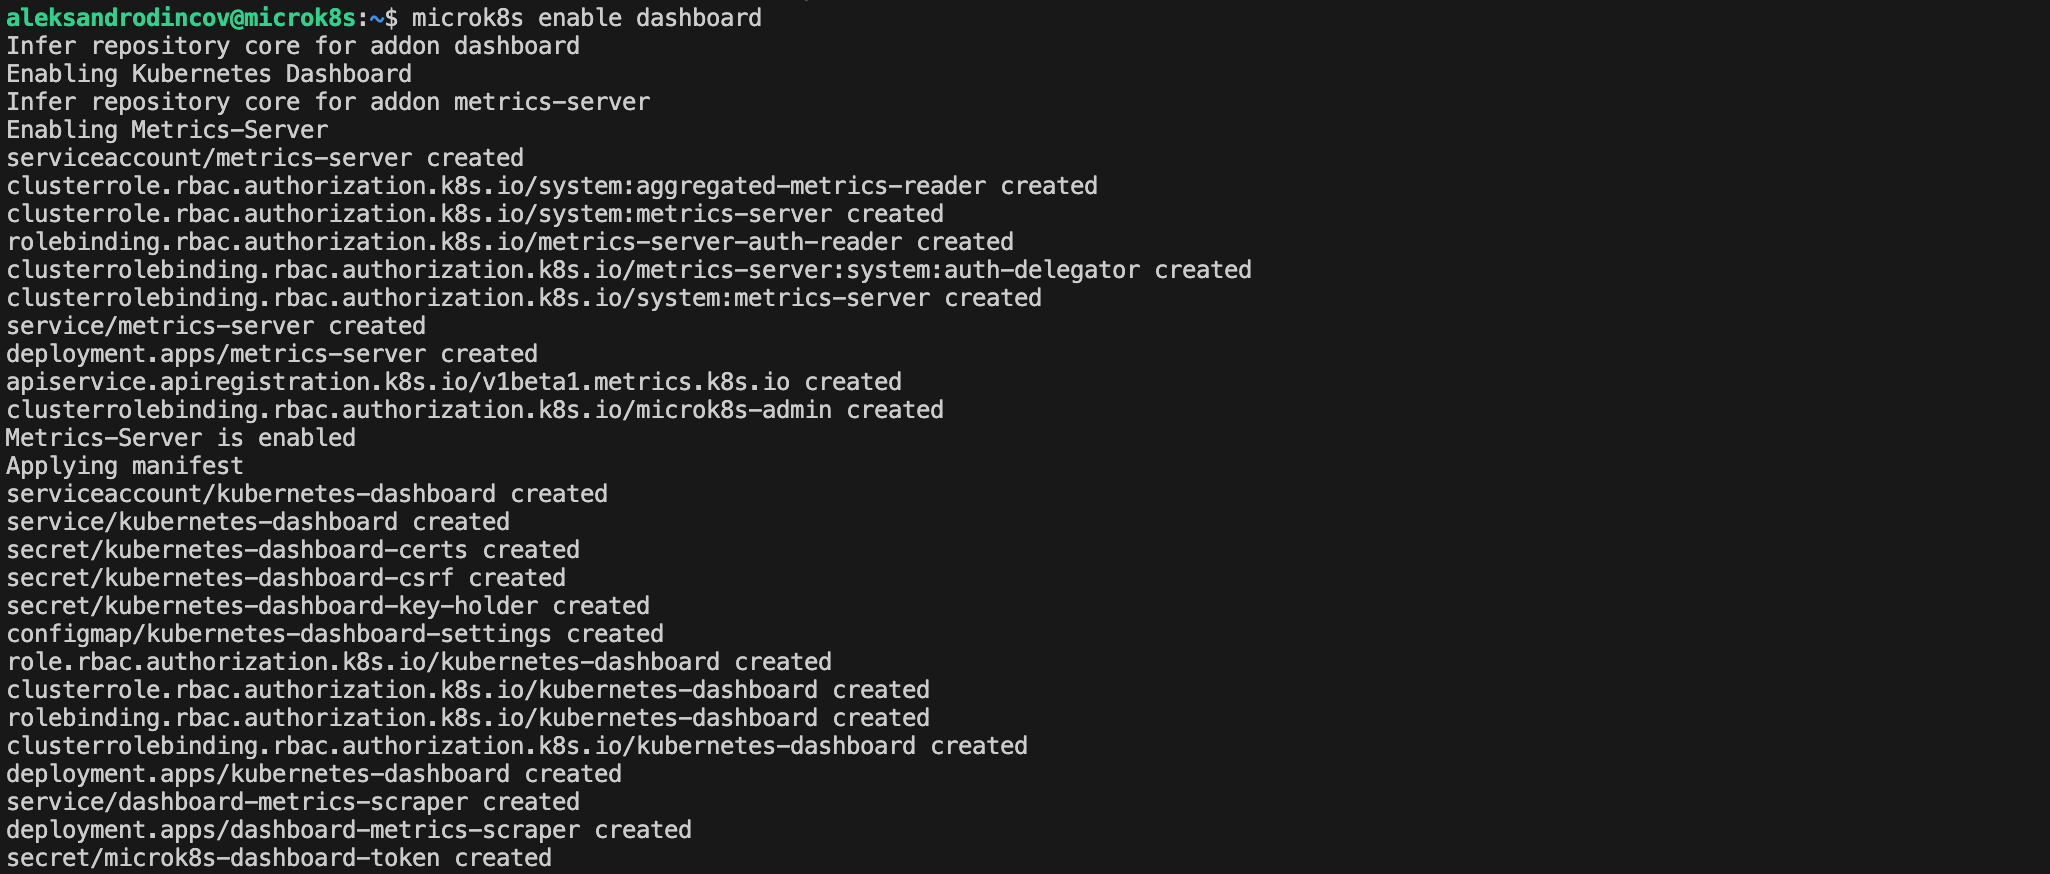 aleksandrodincov@microk8s:~$ microk8s enable dashboard
Infer repository core for addon dashboard
Enabling Kubernetes Dashboard
Infer repository core for addon metrics-server
Enabling Metrics-Server
serviceaccount/metrics-server created
clusterrole.rbac.authorization.k8s.io/system:aggregated-metrics-reader created
clusterrole.rbac.authorization.k8s.io/system:metrics-server created
rolebinding.rbac.authorization.k8s.io/metrics-server-auth-reader created
clusterrolebinding.rbac.authorization.k8s.io/metrics-server:system:auth-delegator created
clusterrolebinding.rbac.authorization.k8s.io/system:metrics-server created
service/metrics-server created
deployment.apps/metrics-server created
apiservice.apiregistration.k8s.io/v1beta1.metrics.k8s.io created
clusterrolebinding.rbac.authorization.k8s.io/microk8s-admin created
Metrics-Server is enabled
Applying manifest
serviceaccount/kubernetes-dashboard created
service/kubernetes-dashboard created
secret/kubernetes-dashboard-certs created
secret/kubernetes-dashboard-csrf created
secret/kubernetes-dashboard-key-holder created
configmap/kubernetes-dashboard-settings created
role.rbac.authorization.k8s.io/kubernetes-dashboard created
clusterrole.rbac.authorization.k8s.io/kubernetes-dashboard created
rolebinding.rbac.authorization.k8s.io/kubernetes-dashboard created
clusterrolebinding.rbac.authorization.k8s.io/kubernetes-dashboard created
deployment.apps/kubernetes-dashboard created
service/dashboard-metrics-scraper created
deployment.apps/dashboard-metrics-scraper created
secret/microk8s-dashboard-token created